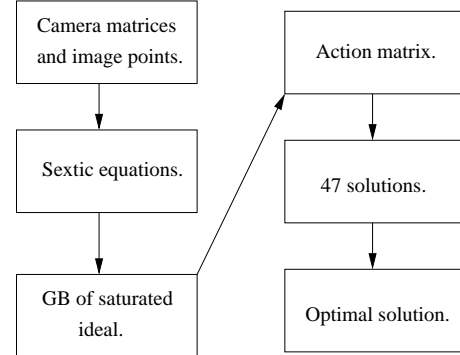 Camera matrices
and image points.
Sextic equations.
GB of saturated
ideal.
Action matrix.
47 solutions.
Optimal solution.